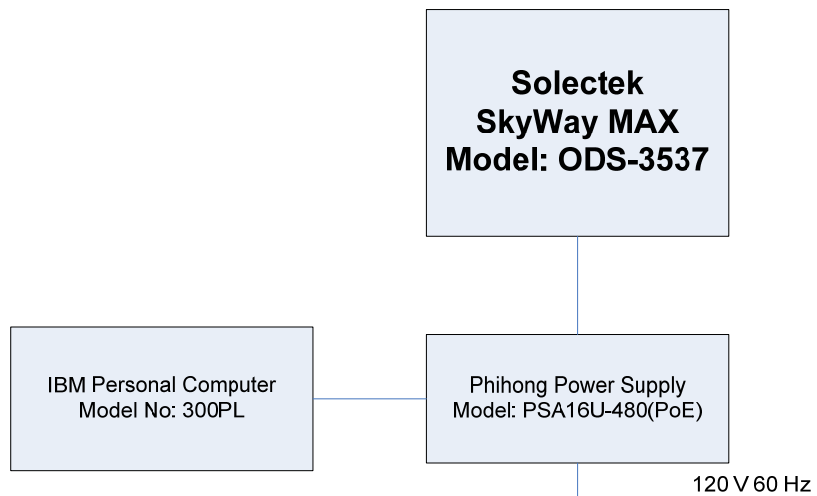 Solectek
SkyWay MAX
Model: ODS-3537
IBM Personal Computer
Model No: 300PL
Phihong Power Supply
Model: PSA16U-480(PoE)
120 V 60 Hz